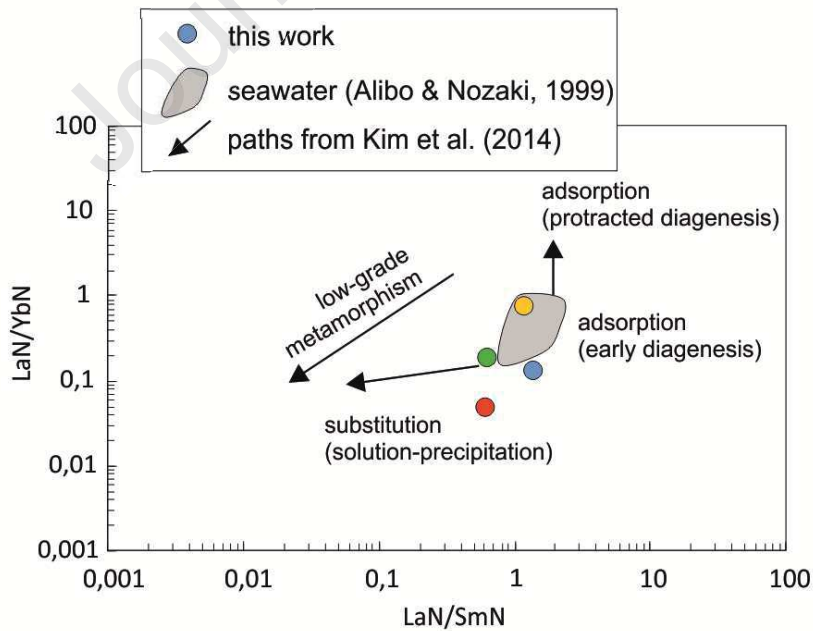 Jour
this work
seawater (Alibo & Nozaki, 1999)
paths from Kim et al. (2014)
100
10
1
0,1
0,01
0,001
LaN/YbN
adsorption
(protracted diagenesis)
low-grade
metamorphism
adsorption
(early diagenesis)
substitution
(solution-precipitation)
0,001
0,01
0,1
1
10
100
LaN/SmN